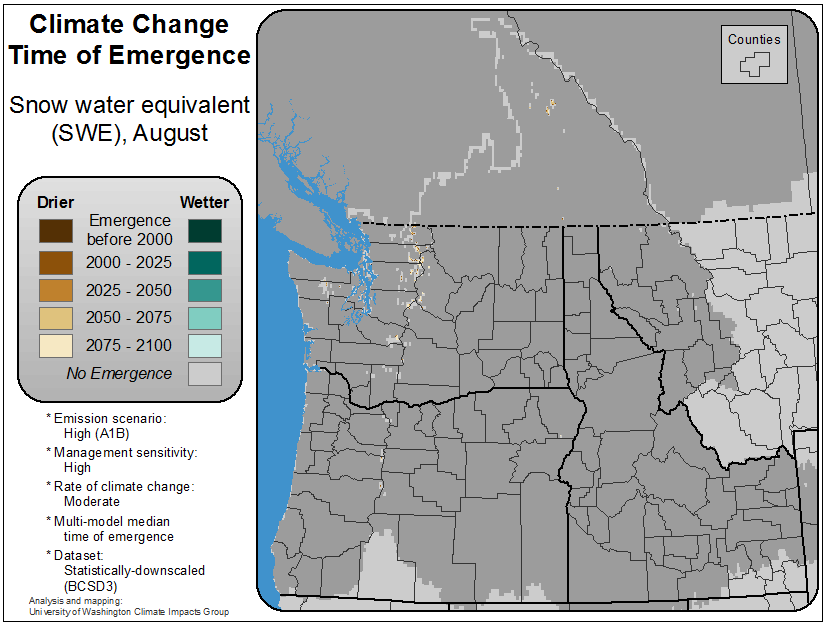 Climate Change
Time of Emergence
Snow water equivalent
(SWE), August
Drier
Wetter
Emergence
before 2000
2000 - 2025
2025 - 2050
2050 - 2075
2075 - 2100
No Emergence
* Emission scenario:
High (A1B)
* Management sensitivity:
High
* Rate of climate change:
Moderate
* Multi-model median
time of emergence
* Dataset:
Statistically-downscaled
(BCSD3)
Analysis and mapping:
University of Washington Climate Impacts Group
Counties